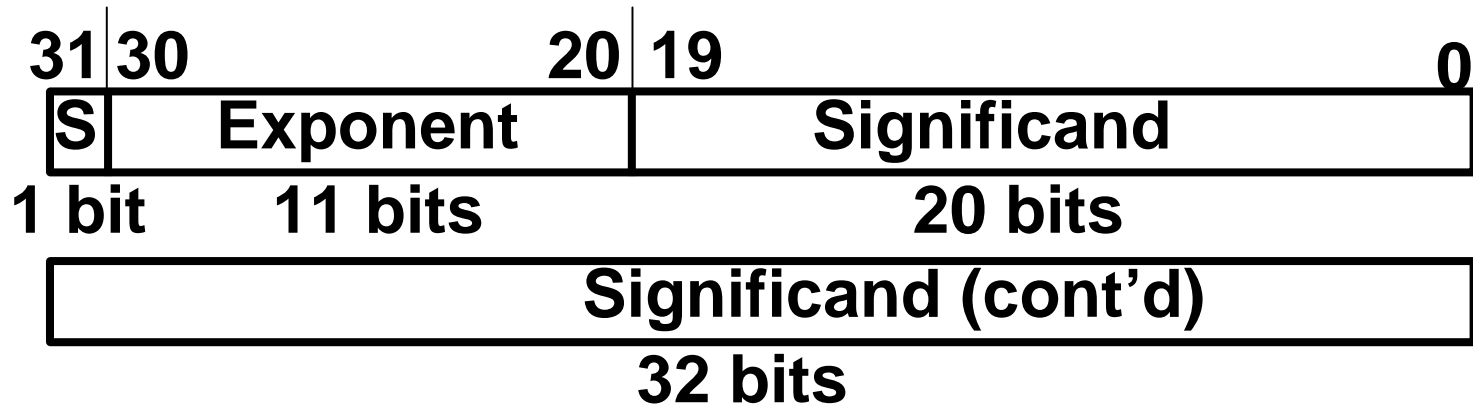 31 30 20 19 0
S Exponent Significand
1 bit 11 bits 20 bits
Significand (cont’d)
32 bits